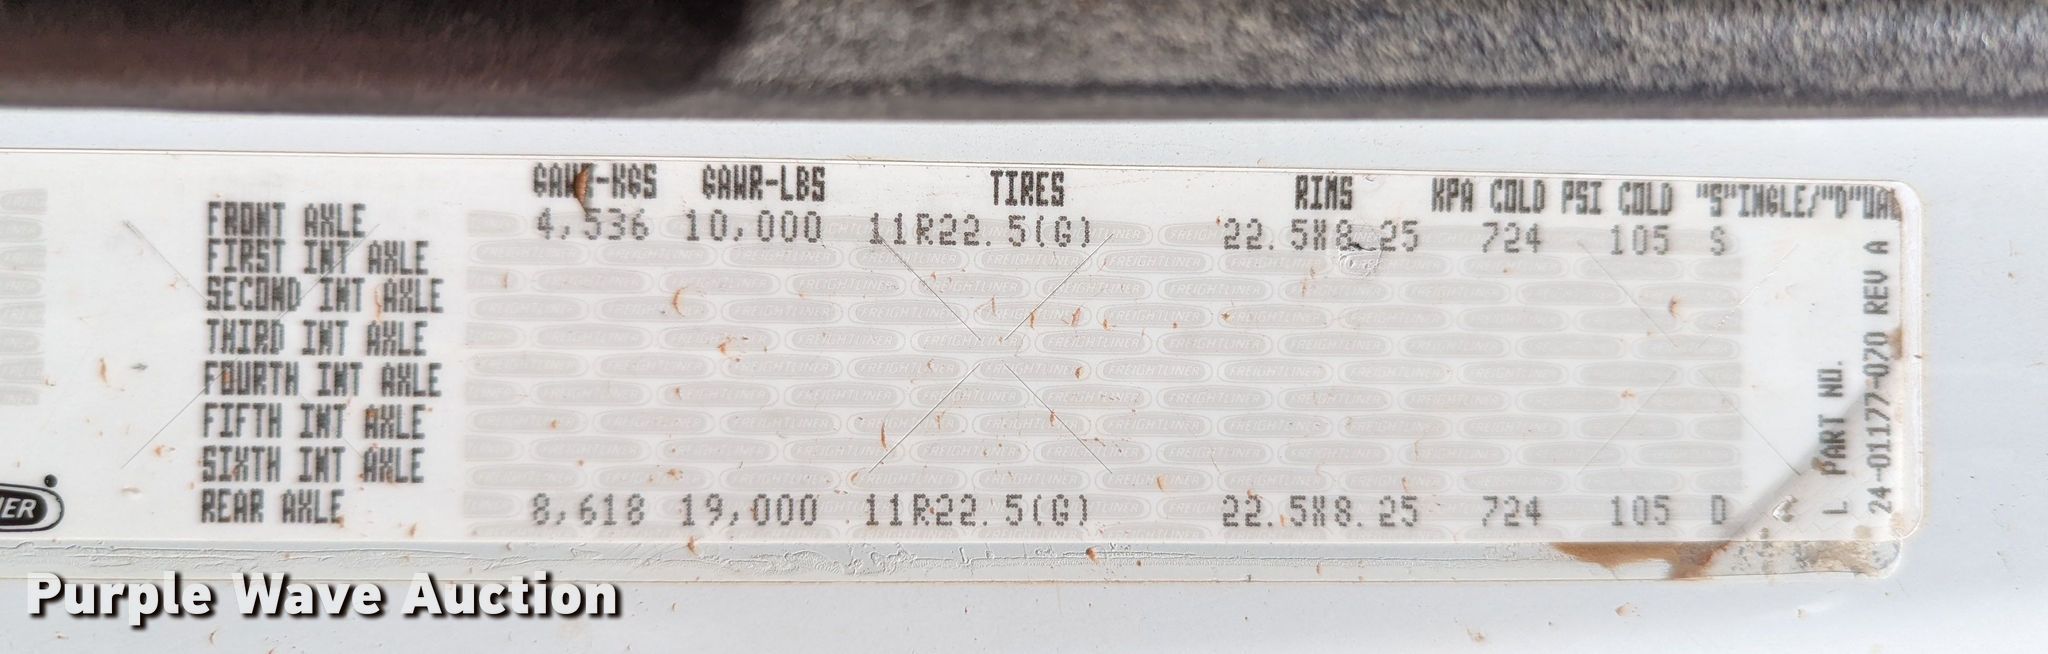 GAWR-KGS GAWR-LBS TIRES RIMS KPA COLD PSI COLD "S"INGLE/"D"UAL
FRONT AXLE 4,536 10,000 11R22.5(G) 22.5X8.25 724 105 S
FIRST INT AXLE
SECOND INT AXLE
THIRD INT AXLE
FOURTH INT AXLE
FIFTH INT AXLE
SIXTH INT AXLE
REAR AXLE 8,618 19,000 11R22.5(G) 22.5X8.25 724 105 D
L PART NO.
24-01177-070 REV A
FREIGHTLINER
Purple Wave Auction